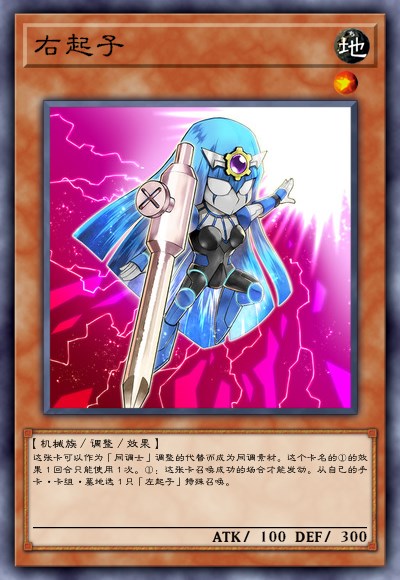 右起子
地
【机械族/调整/效果】
这张卡可以作为「同调士」调整的代替而成为同调素材。这个卡名的①的效
果1回合只能使用1次。①：这张卡召唤成功的场合才能发动。从自己的手
卡·卡组·墓地选1只「左起子」特殊召唤。
ATK/ 100 DEF/ 300